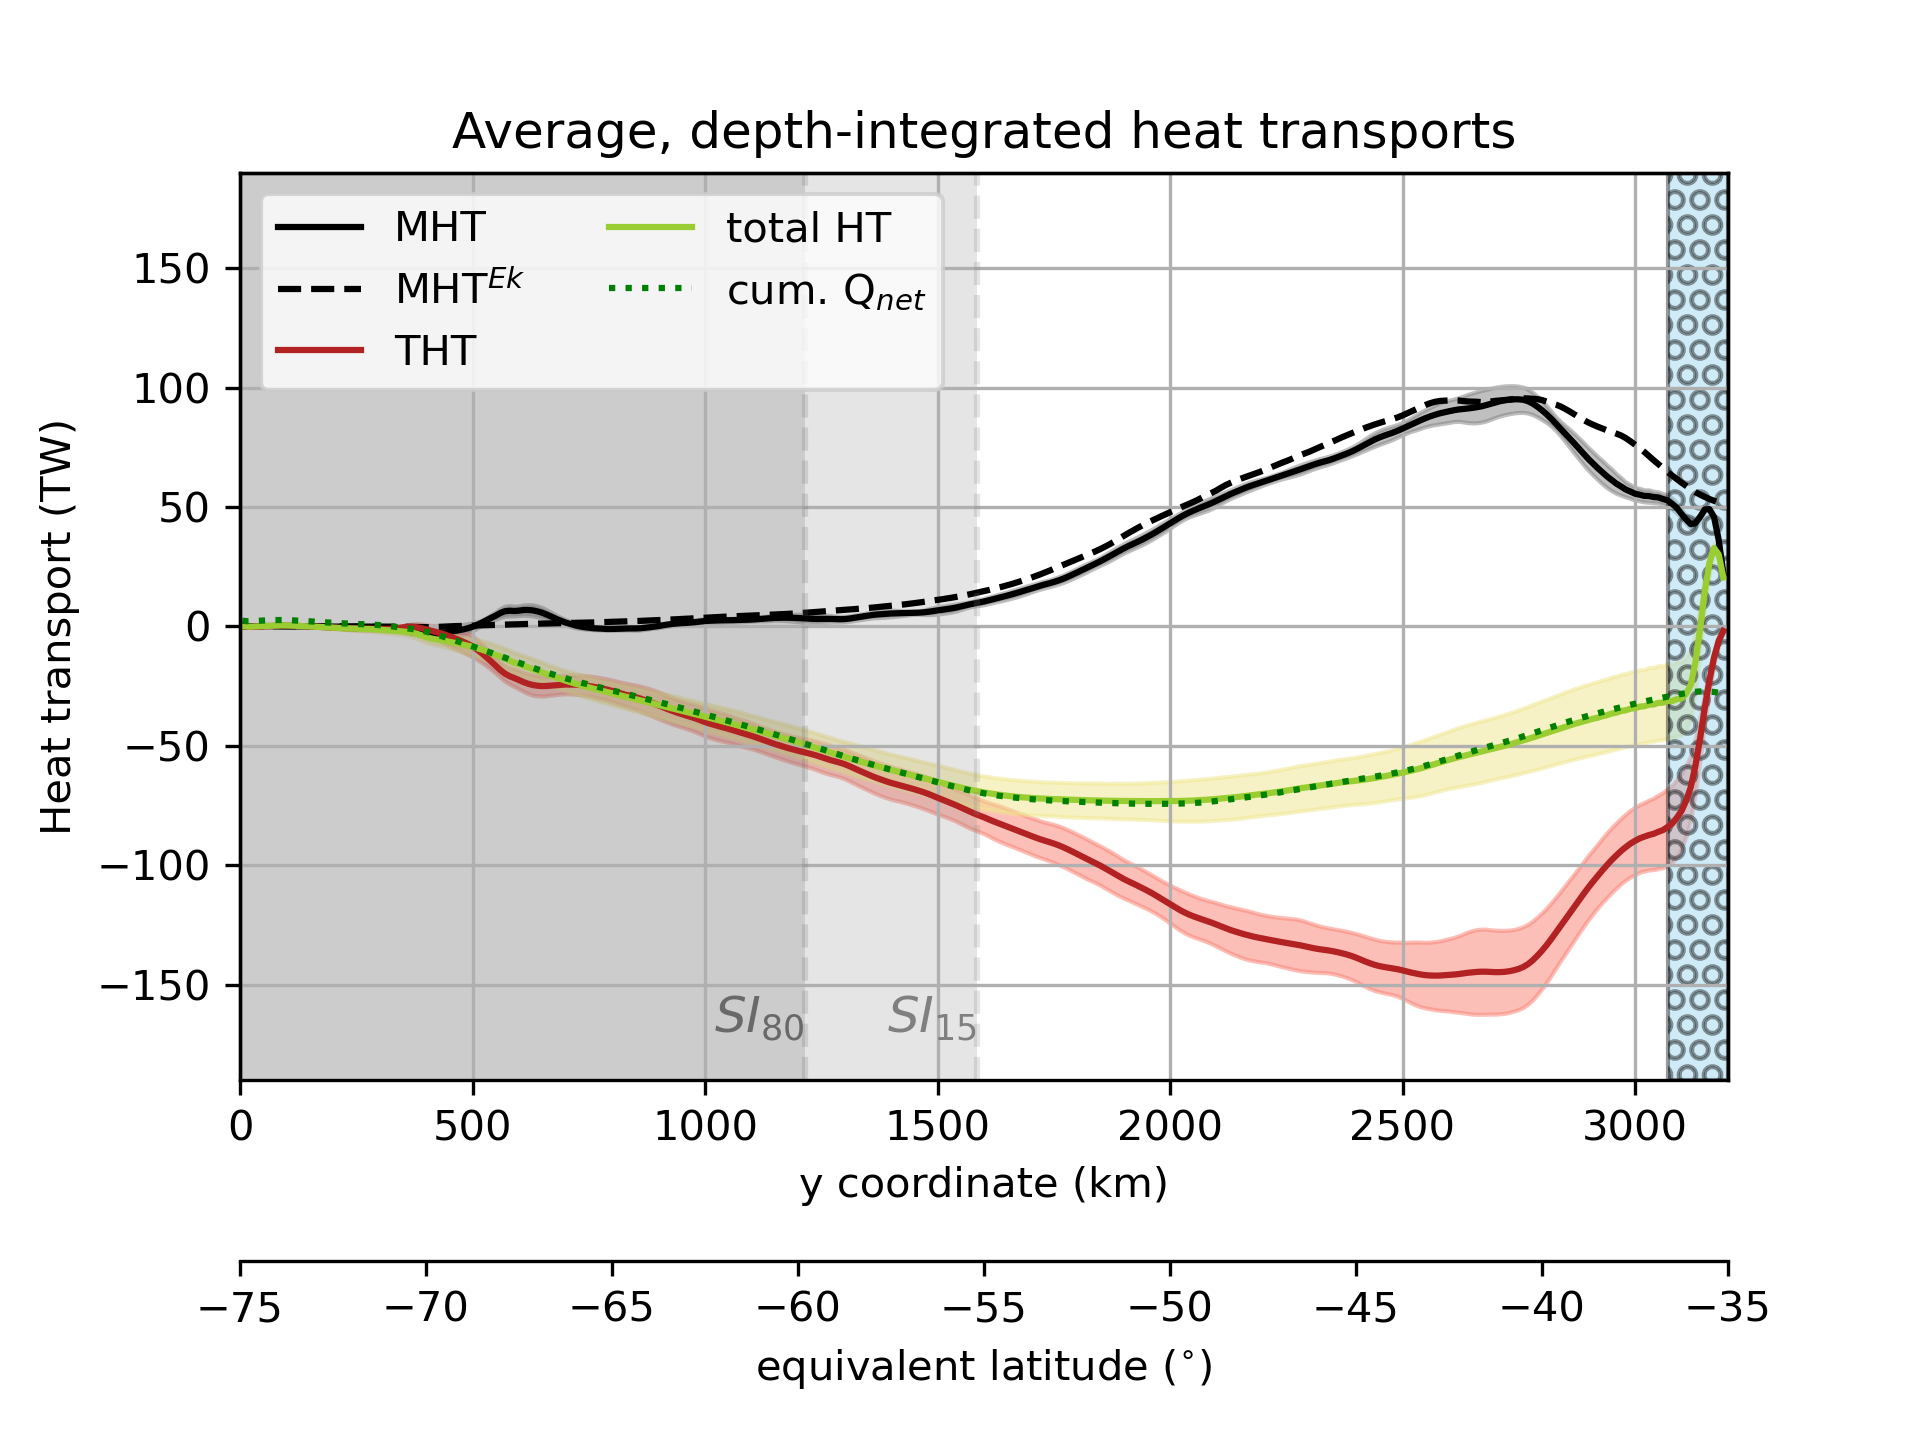 Average, depth-integrated heat transports
MHT
MHT^Ek
THT
total HT
cum. Q_net
Heat transport (TW)
150
100
50
0
−50
−100
−150
SI_80
SI_15
0 500 1000 1500 2000 2500 3000
y coordinate (km)
−75 −70 −65 −60 −55 −50 −45 −40 −35
equivalent latitude (°)